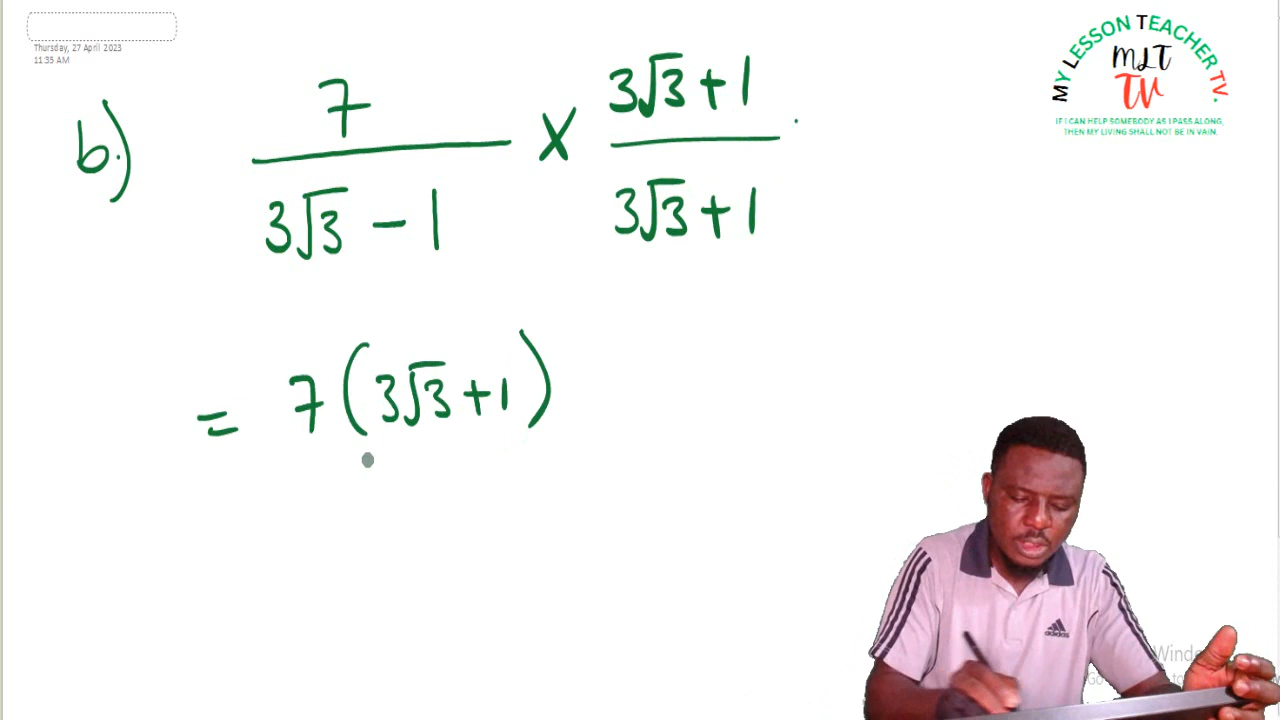 Thursday, 27 April 2023
11:35 AM
MY LESSON TEACHER TV.
MLT
TV
IF I CAN HELP SOMEBODY AS I PASS ALONG,
THEN MY LIVING SHALL NOT BE IN VAIN.
b.) 7/(3√3 - 1) × (3√3 + 1)/(3√3 + 1)
= 7(3√3 + 1)
adidas